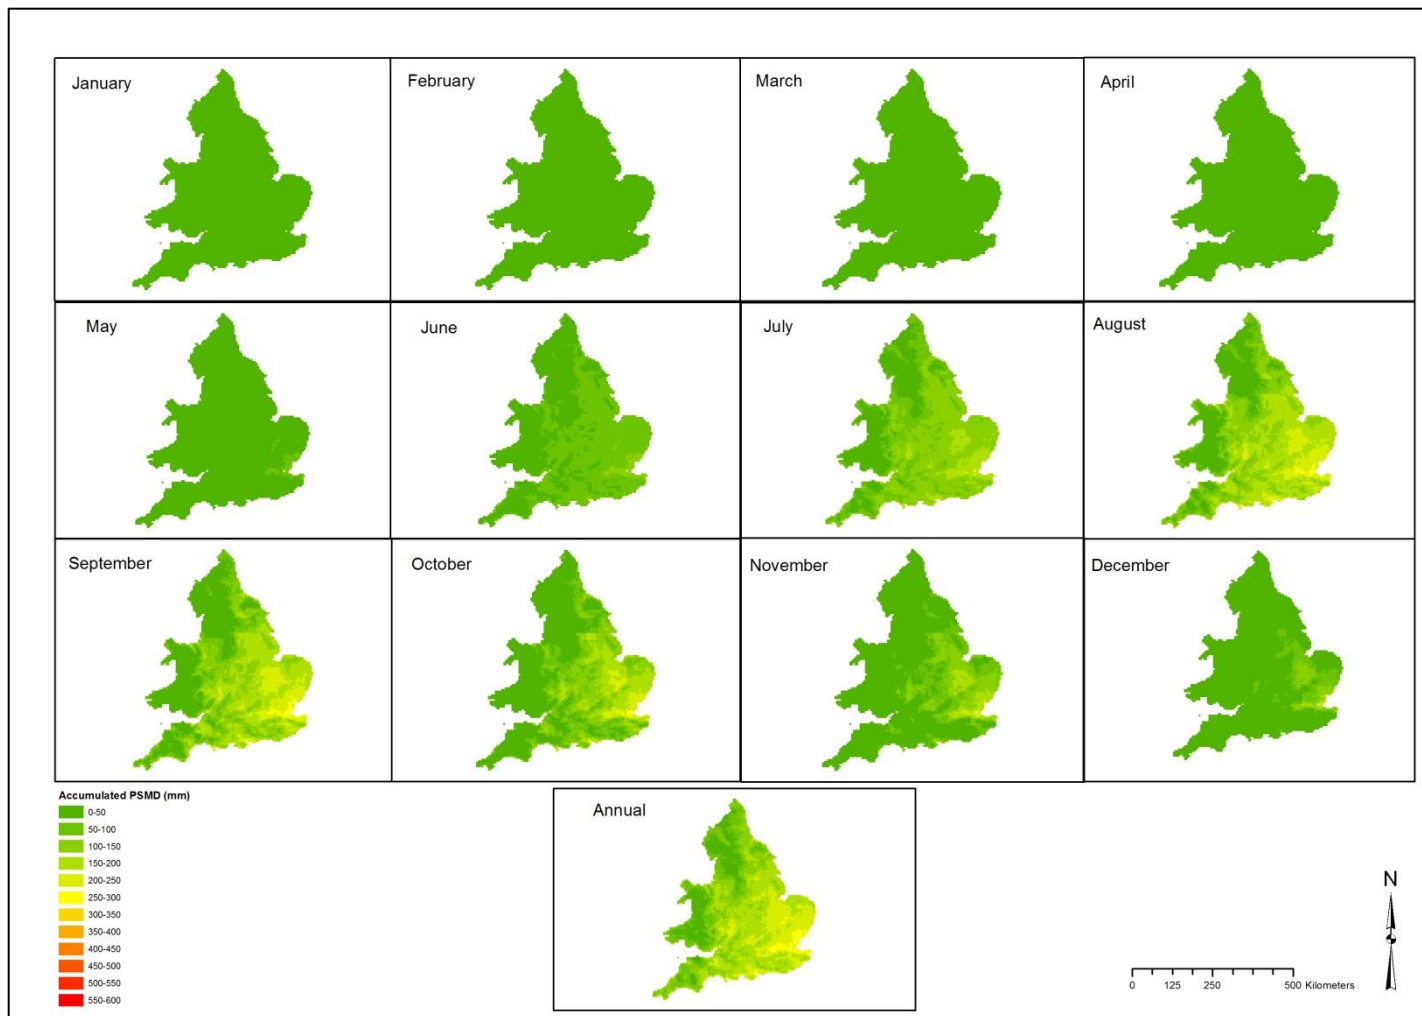 January
February
March
April
May
June
July
August
September
October
November
December
Accumulated PSMD (mm)
0-50
50-100
100-150
150-200
200-250
250-300
300-350
350-400
400-450
450-500
500-550
550-600
Annual
N
0 125 250 500 Kilometers